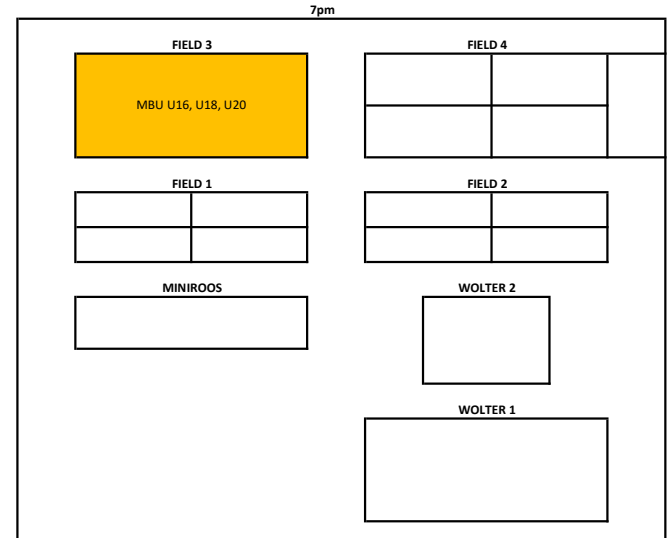 7pm
FIELD 3
FIELD 4
MBU U16, U18, U20
FIELD 1
FIELD 2
MINIROOS
WOLTER 2
WOLTER 1